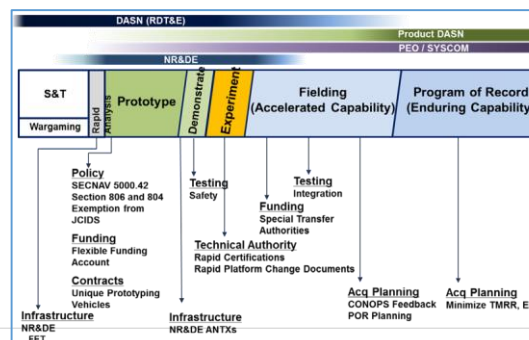 DASN (RDT&E)
Product DASN
PEO / SYSCOM
NR&DE
S&T
Wargaming
Rapid
Analysis
Prototype
Demonstrate
Experiment
Fielding
(Accelerated Capability)
Program of Record
(Enduring Capability
Policy
SECNAV 5000.42
Section 806 and 804
Exemption from
JCIDS
Funding
Flexible Funding
Account
Contracts
Unique Prototyping
Vehicles
Infrastructure
NR&DE
FET
Testing
Safety
Technical Authority
Rapid Certifications
Rapid Platform Change Documents
Infrastructure
NR&DE ANTXs
Funding
Special Transfer
Authorities
Testing
Integration
Acq Planning
CONOPS Feedback
POR Planning
Acq Planning
Minimize TMRR, E